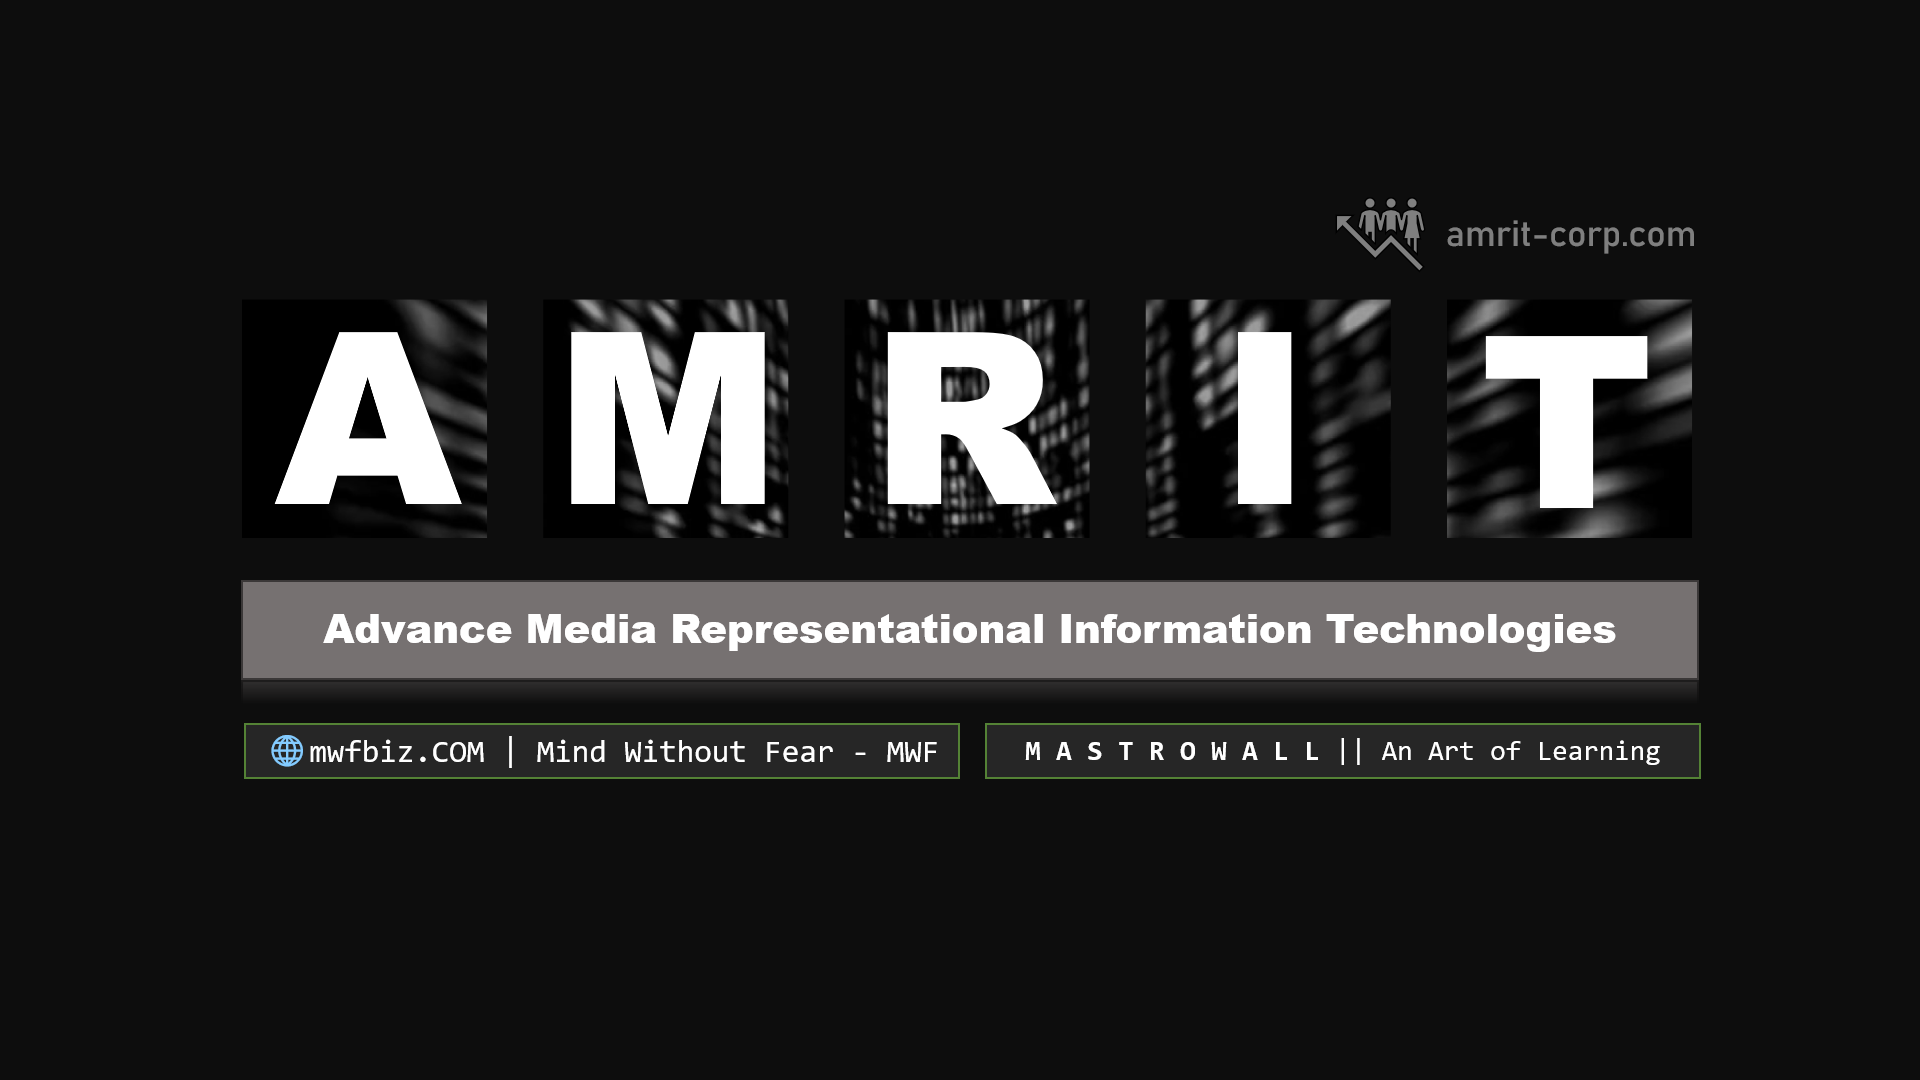 amrit-corp.com
A M R I T
Advance Media Representational Information Technologies
mwfbiz.COM | Mind Without Fear - MWF
M A S T R O W A L L || An Art of Learning